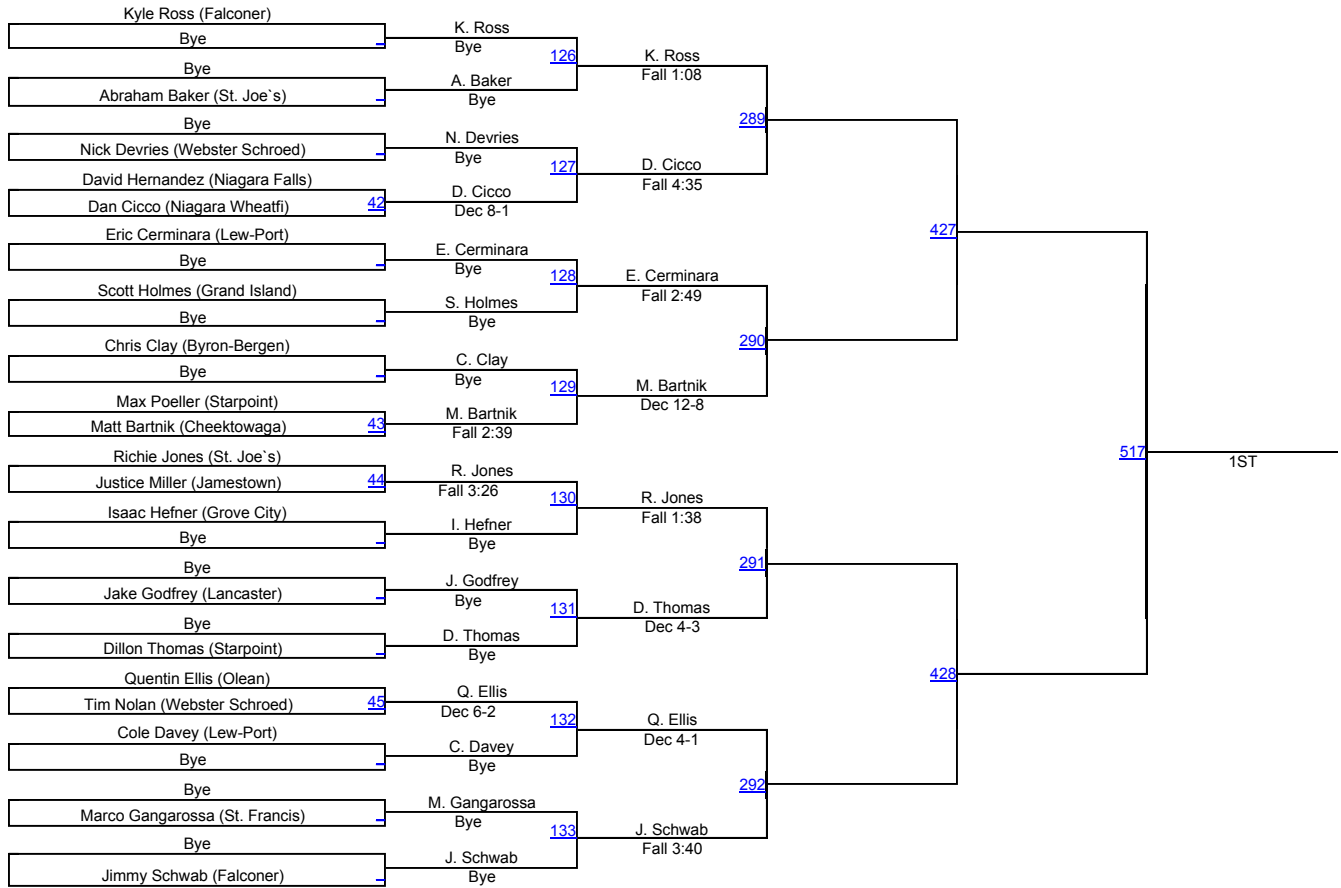 Kyle Ross (Falconer)
Bye
Bye
Abraham Baker (St. Joe`s)
Bye
Nick Devries (Webster Schroed)
David Hernandez (Niagara Falls)
Dan Cicco (Niagara Wheatfi)
42
Eric Cerminara (Lew-Port)
Bye
Scott Holmes (Grand Island)
Bye
Chris Clay (Byron-Bergen)
Bye
Max Poeller (Starpoint)
Matt Bartnik (Cheektowaga)
43
Richie Jones (St. Joe`s)
Justice Miller (Jamestown)
44
Isaac Hefner (Grove City)
Bye
Bye
Jake Godfrey (Lancaster)
Bye
Dillon Thomas (Starpoint)
Quentin Ellis (Olean)
Tim Nolan (Webster Schroed)
45
Cole Davey (Lew-Port)
Bye
Bye
Marco Gangarossa (St. Francis)
Bye
Jimmy Schwab (Falconer)
K. Ross
Bye
126
A. Baker
Bye
N. Devries
Bye
127
D. Cicco
Dec 8-1
E. Cerminara
Bye
128
S. Holmes
Bye
C. Clay
Bye
129
M. Bartnik
Fall 2:39
R. Jones
Fall 3:26
130
I. Hefner
Bye
J. Godfrey
Bye
131
D. Thomas
Bye
Q. Ellis
Dec 6-2
132
C. Davey
Bye
M. Gangarossa
Bye
133
J. Schwab
Bye
K. Ross
Fall 1:08
289
D. Cicco
Fall 4:35
E. Cerminara
Fall 2:49
290
M. Bartnik
Dec 12-8
R. Jones
Fall 1:38
291
D. Thomas
Dec 4-3
Q. Ellis
Dec 4-1
292
J. Schwab
Fall 3:40
427
428
517
1ST